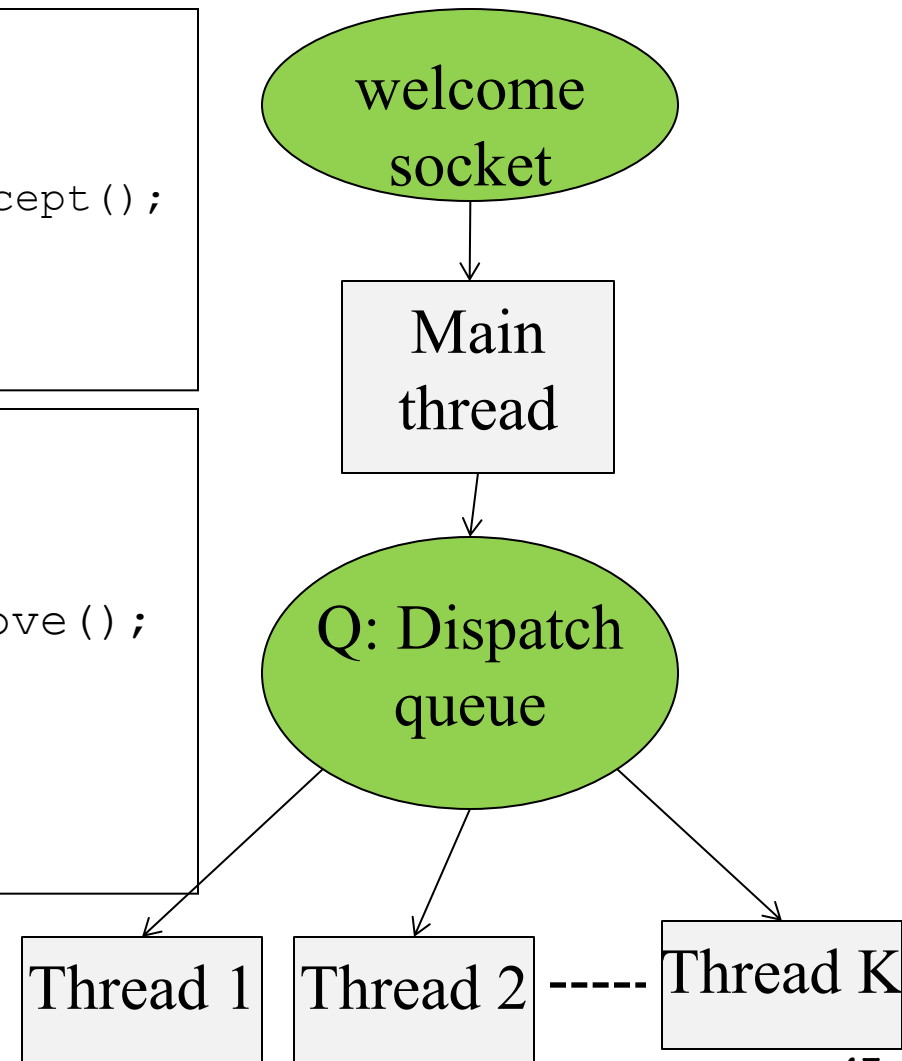 welcome
socket
cept();
Main
thread
ove();
Q: Dispatch
queue
Thread 1
Thread 2
Thread K